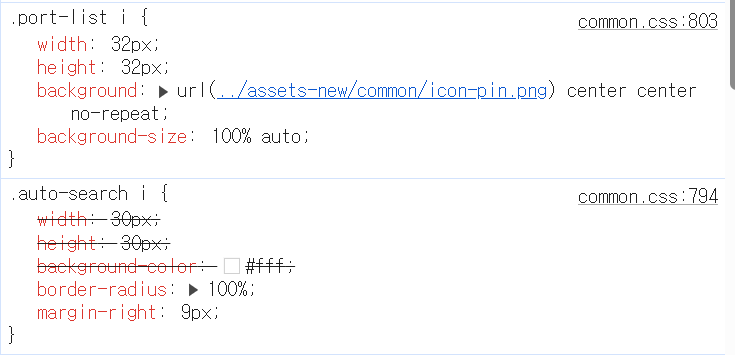 .port-list i {
common.css:803
width: 32px;
height: 32px;
background: ▶ url(../assets-new/common/icon-pin.png) center center
no-repeat;
background-size: 100% auto;
}
.auto-search i {
common.css:794
width: 30px;
height: 30px;
background-color: #fff;
border-radius: ▶ 100%;
margin-right: 9px;
}